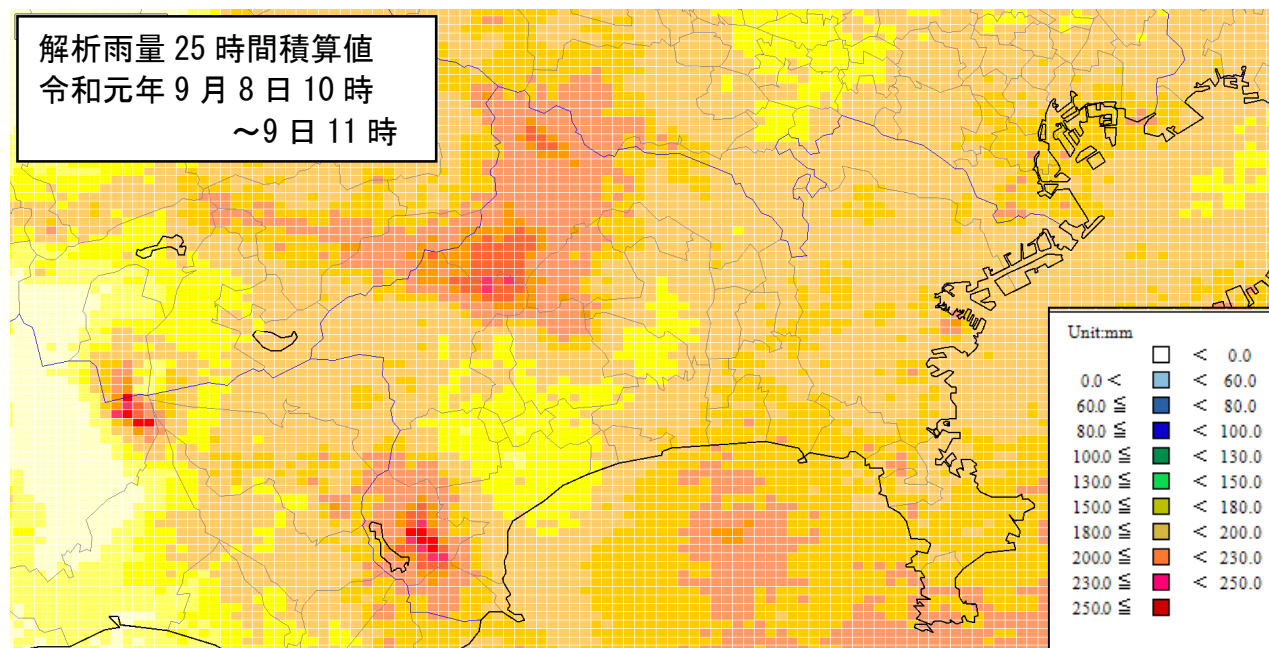 解析雨量 25 時間積算値
令和元年 9 月 8 日 10 時
～9 日 11 時
Unit:mm
< 0.0
0.0 < < 60.0
60.0 ≦ < 80.0
80.0 ≦ < 100.0
100.0 ≦ < 130.0
130.0 ≦ < 150.0
150.0 ≦ < 180.0
180.0 ≦ < 200.0
200.0 ≦ < 230.0
230.0 ≦ < 250.0
250.0 ≦